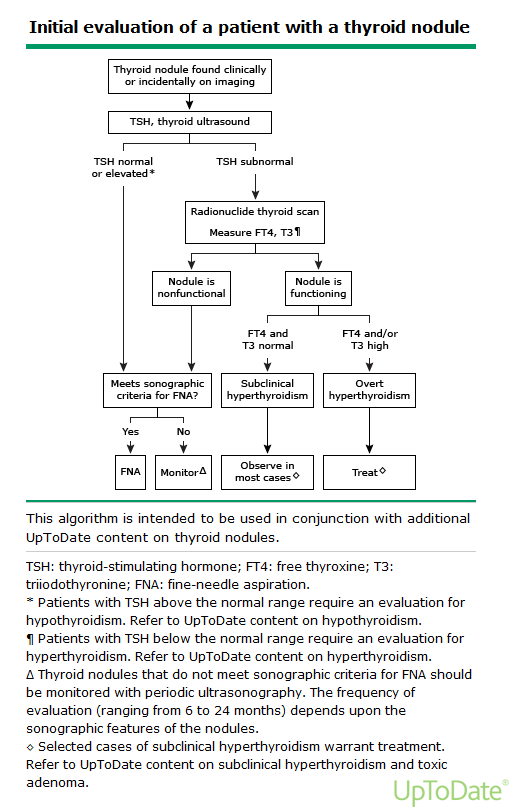 Initial evaluation of a patient with a thyroid nodule
Thyroid nodule found clinically
or incidentally on imaging
TSH, thyroid ultrasound
TSH normal
or elevated*
TSH subnormal
Radionuclide thyroid scan
Measure FT4, T3¶
Nodule is
nonfunctional
Nodule is
functioning
FT4 and
T3 normal
FT4 and/or
T3 high
Meets sonographic
criteria for FNA?
Subclinical
hyperthyroidism
Overt
hyperthyroidism
Yes
No
FNA
MonitorΔ
Observe in
most cases◊
Treat◊
This algorithm is intended to be used in conjunction with additional
UpToDate content on thyroid nodules.
TSH: thyroid-stimulating hormone; FT4: free thyroxine; T3:
triiodothyronine; FNA: fine-needle aspiration.
* Patients with TSH above the normal range require an evaluation for
hypothyroidism. Refer to UpToDate content on hypothyroidism.
¶ Patients with TSH below the normal range require an evaluation for
hyperthyroidism. Refer to UpToDate content on hyperthyroidism.
Δ Thyroid nodules that do not meet sonographic criteria for FNA should
be monitored with periodic ultrasonography. The frequency of
evaluation (ranging from 6 to 24 months) depends upon the
sonographic features of the nodules.
◊ Selected cases of subclinical hyperthyroidism warrant treatment.
Refer to UpToDate content on subclinical hyperthyroidism and toxic
adenoma.
UpToDate®